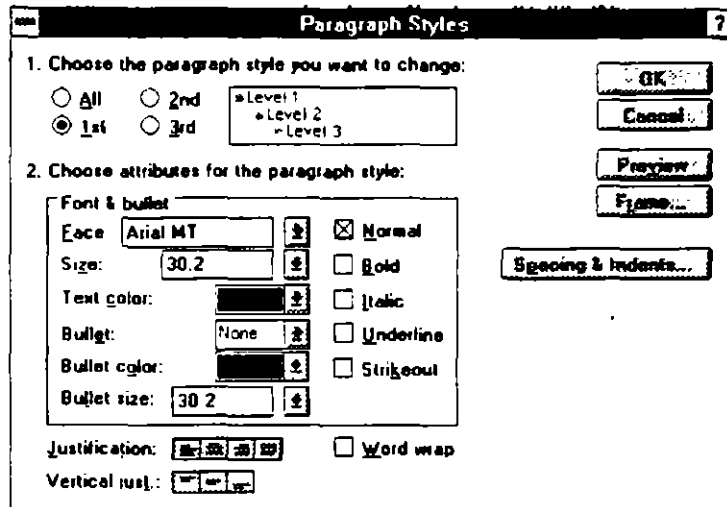 Paragraph Styles ?
1. Choose the paragraph style you want to change:
All 2nd
1st 3rd
Level 1
Level 2
Level 3
OK
Cancel
Preview
Frame...
Spacing & Indents...
2. Choose attributes for the paragraph style:
Font & bullet
Face Arial MT
Size: 30.2
Text color:
Bullet: None
Bullet color:
Bullet size: 30.2
Normal
Bold
Italic
Underline
Strikeout
Justification:
Word wrap
Vertical just.: